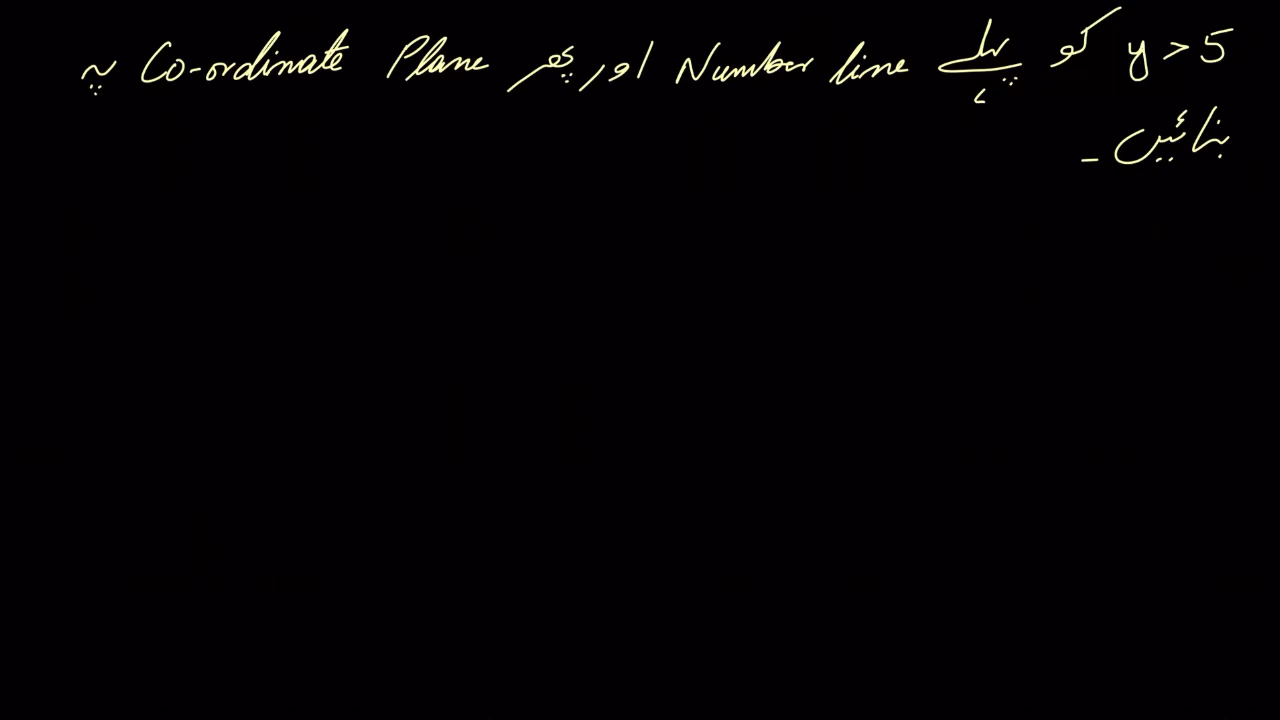 y > 5 کو پہلے Number line اور پھر Co-ordinate Plane پہ
بنائیں ۔